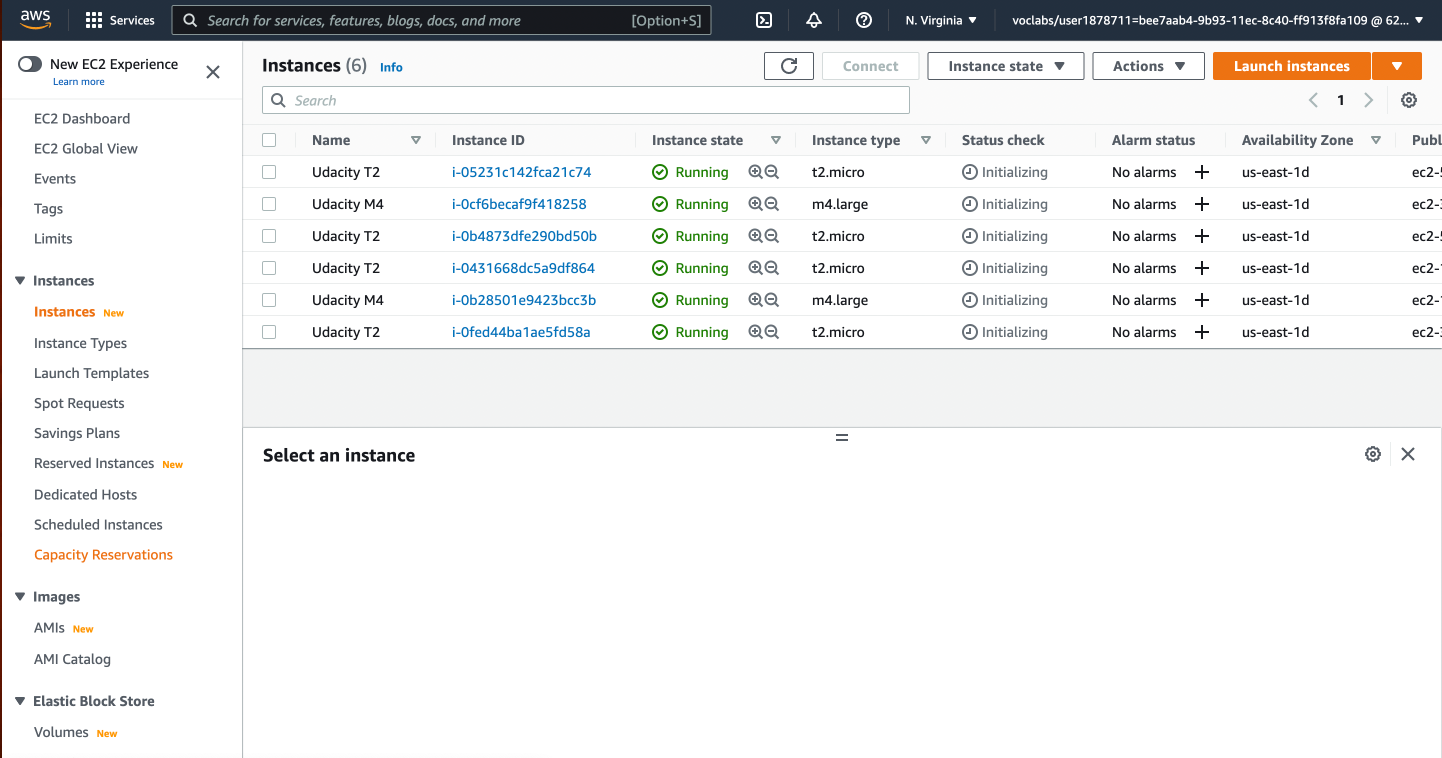 aws Services Search for services, features, blogs, docs, and more [Option+S] N. Virginia voclabs/user1878711=bee7aab4-9b93-11ec-8c40-ff913f8fa109 @ 62...
New EC2 Experience
Learn more
EC2 Dashboard
EC2 Global View
Events
Tags
Limits
Instances
Instances New
Instance Types
Launch Templates
Spot Requests
Savings Plans
Reserved Instances New
Dedicated Hosts
Scheduled Instances
Capacity Reservations
Images
AMIs New
AMI Catalog
Elastic Block Store
Volumes New
Instances (6) Info Connect Instance state Actions Launch instances
Search 1
Name Instance ID Instance state Instance type Status check Alarm status Availability Zone Publ
Udacity T2 i-05231c142fca21c74 Running t2.micro Initializing No alarms + us-east-1d ec2-5
Udacity M4 i-0cf6becaf9f418258 Running m4.large Initializing No alarms + us-east-1d ec2-3
Udacity T2 i-0b4873dfe290bd50b Running t2.micro Initializing No alarms + us-east-1d ec2-5
Udacity T2 i-0431668dc5a9df864 Running t2.micro Initializing No alarms + us-east-1d ec2-1
Udacity M4 i-0b28501e9423bcc3b Running m4.large Initializing No alarms + us-east-1d ec2-1
Udacity T2 i-0fed44ba1ae5fd58a Running t2.micro Initializing No alarms + us-east-1d ec2-3
Select an instance